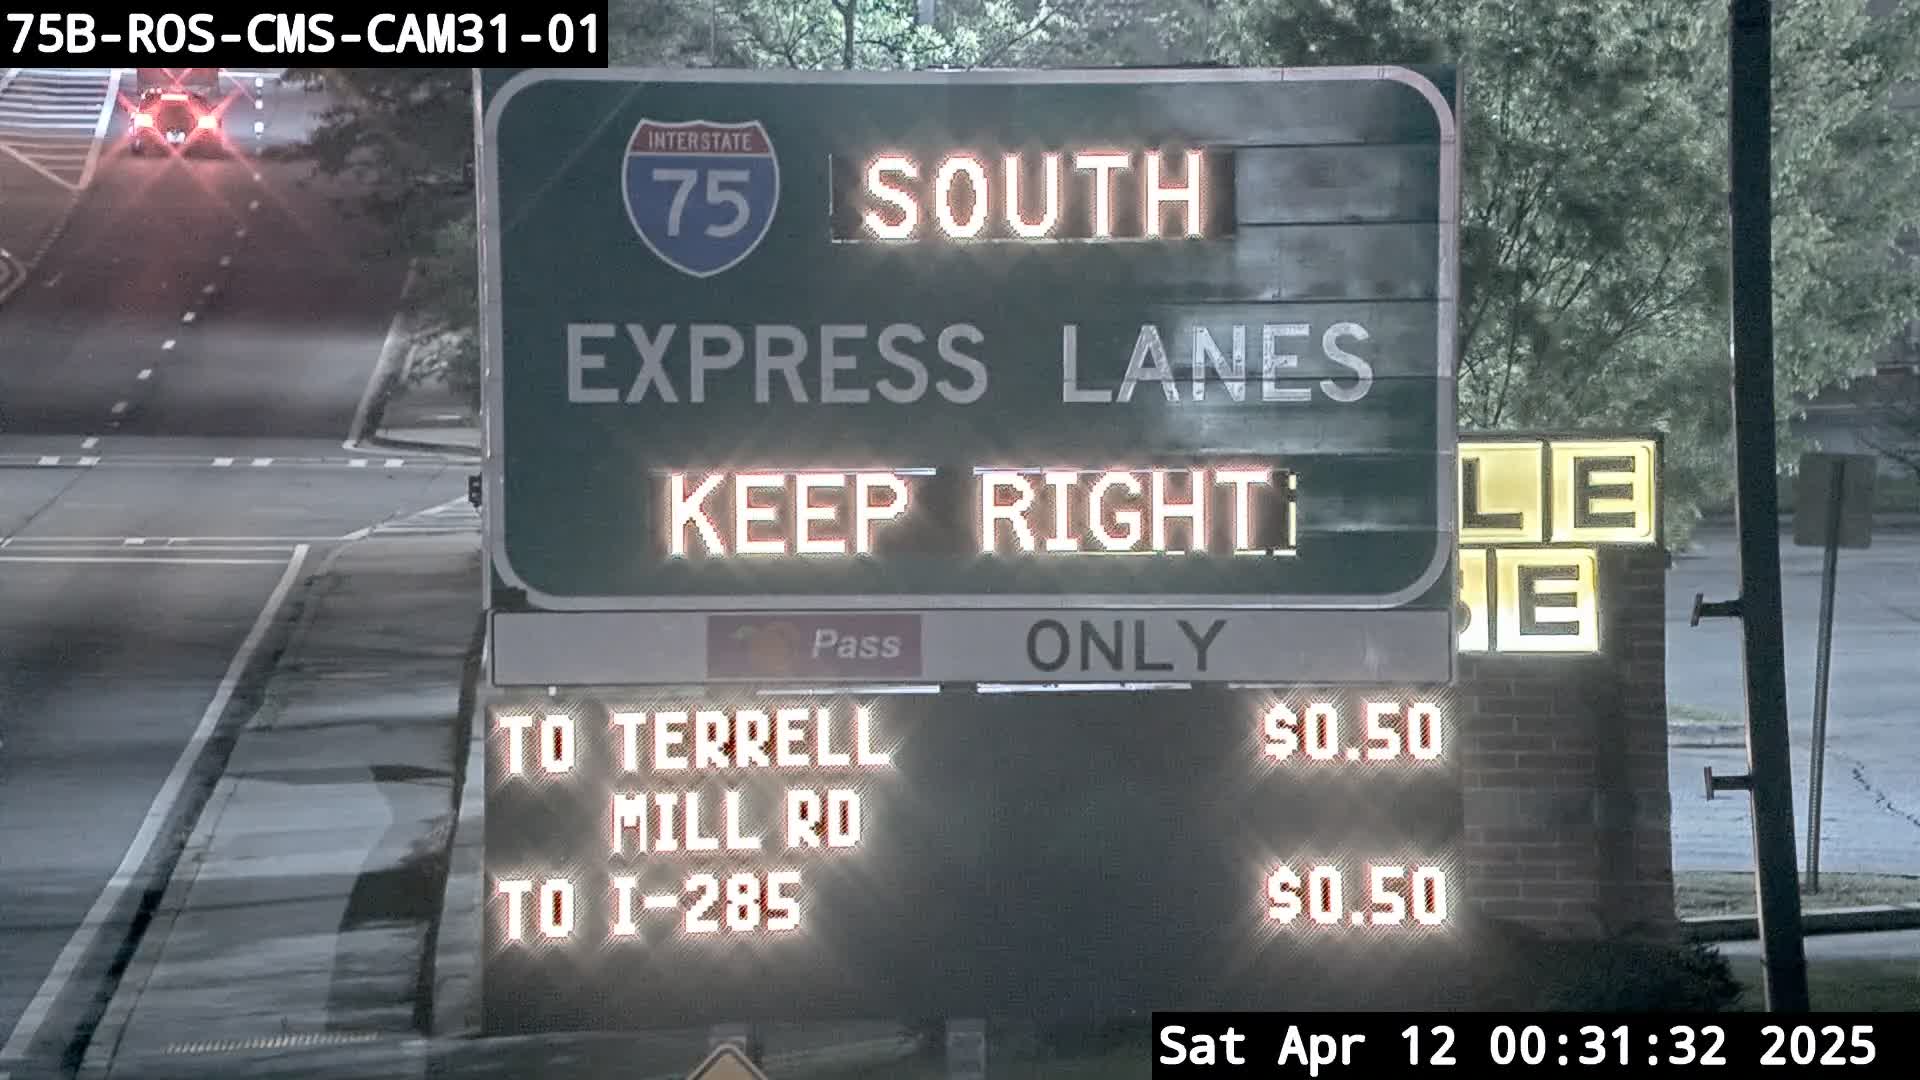 75B-ROS-CMS-CAM31-01
INTERSTATE
75
SOUTH
EXPRESS LANES
KEEP RIGHT
Pass ONLY
TO TERRELL $0.50
MILL RD
TO I-285 $0.50
LE
E
Sat Apr 12 00:31:32 2025